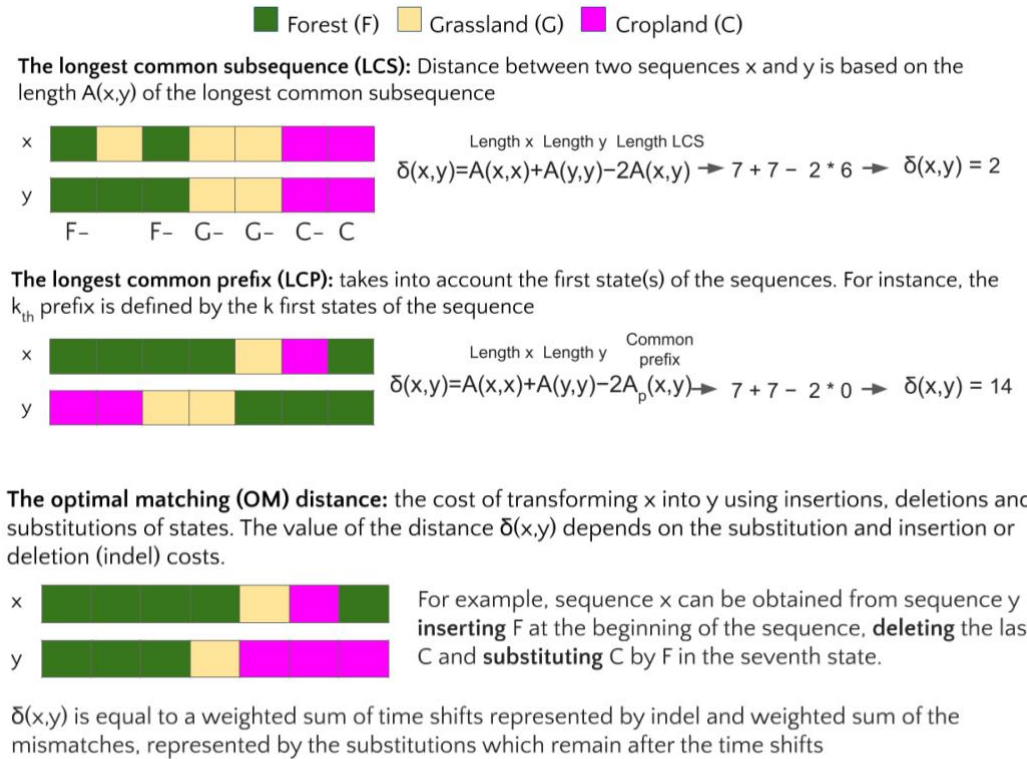 Forest (F) Grassland (G) Cropland (C)
The longest common subsequence (LCS): Distance between two sequences x and y is based on the
length A(x,y) of the longest common subsequence
x
Length x Length y Length LCS
δ(x,y)=A(x,x)+A(y,y)−2A(x,y) → 7 + 7 − 2 * 6 → δ(x,y) = 2
y
F- F- G- G- C- C
The longest common prefix (LCP): takes into account the first state(s) of the sequences. For instance, the
kth prefix is defined by the k first states of the sequence
x
Length x Length y Common
prefix
δ(x,y)=A(x,x)+A(y,y)−2Ap(x,y)→ 7 + 7 − 2 * 0 → δ(x,y) = 14
y
The optimal matching (OM) distance: the cost of transforming x into y using insertions, deletions and
substitutions of states. The value of the distance δ(x,y) depends on the substitution and insertion or
deletion (indel) costs.
x
y
For example, sequence x can be obtained from sequence y
inserting F at the beginning of the sequence, deleting the las
C and substituting C by F in the seventh state.
δ(x,y) is equal to a weighted sum of time shifts represented by indel and weighted sum of the
mismatches, represented by the substitutions which remain after the time shifts